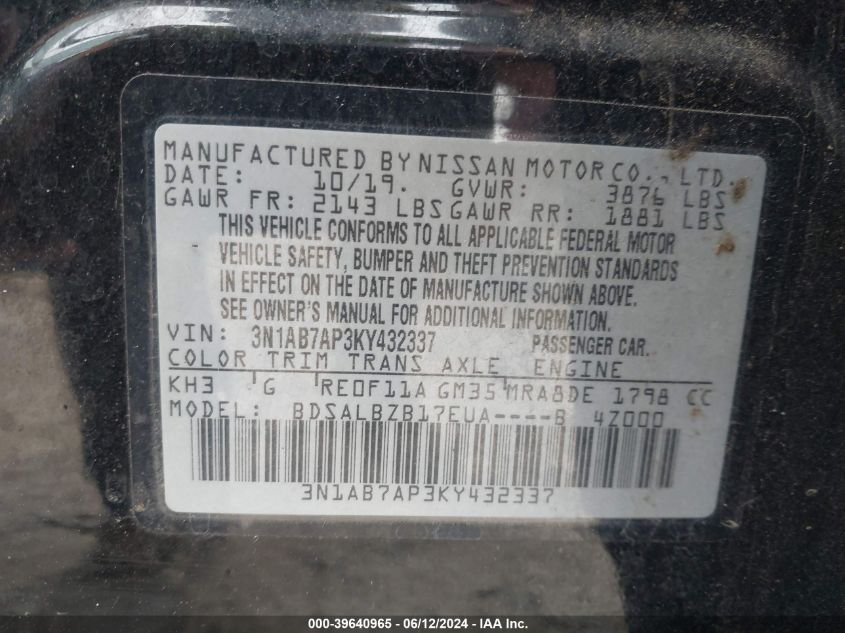 MANUFACTURED BY NISSAN MOTOR CO., LTD.
DATE: 10/19. GVWR: 3876 LBS
GAWR FR: 2143 LBS GAWR RR: 1881 LBS
THIS VEHICLE CONFORMS TO ALL APPLICABLE FEDERAL MOTOR
VEHICLE SAFETY, BUMPER AND THEFT PREVENTION STANDARDS
IN EFFECT ON THE DATE OF MANUFACTURE SHOWN ABOVE.
SEE OWNER'S MANUAL FOR ADDITIONAL INFORMATION.
VIN: 3N1AB7AP3KY432337 PASSENGER CAR.
COLOR TRIM TRANS AXLE ENGINE
KH3 G RE0F11A GM35 MRA8DE 1798 CC
MODEL: BDSALBZB17EUA----B 4Z000
3N1AB7AP3KY432337
000-39640965 - 06/12/2024 - IAA Inc.